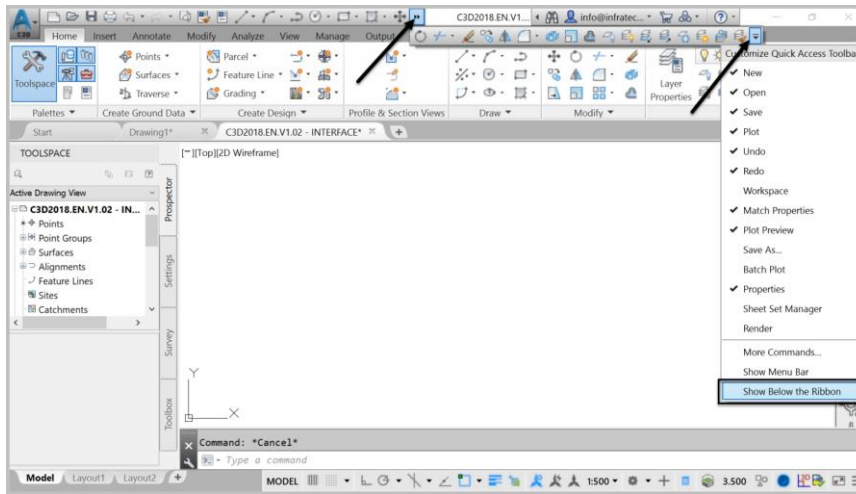 C3D2018.EN.V1....
info@infratec...
C3D
Home Insert Annotate Modify Analyze View Manage Output
Customize Quick Access Toolba
Toolspace
Points
Surfaces
Traverse
Parcel
Feature Line
Grading
Layer
Properties
Palettes
Create Ground Data
Create Design
Profile & Section Views
Draw
Modify
Start
Drawing1*
C3D2018.EN.V1.02 - INTERFACE*
TOOLSPACE
[−][Top][2D Wireframe]
Active Drawing View
C3D2018.EN.V1.02 - IN...
Points
Point Groups
Surfaces
Alignments
Feature Lines
Sites
Catchments
Prospector
Settings
Survey
Toolbox
New
Open
Save
Plot
Undo
Redo
Workspace
Match Properties
Plot Preview
Save As...
Batch Plot
Properties
Sheet Set Manager
Render
More Commands...
Show Menu Bar
Show Below the Ribbon
Y
X
Command: *Cancel*
Type a command
Model Layout1 Layout2
MODEL
1:500
3.500